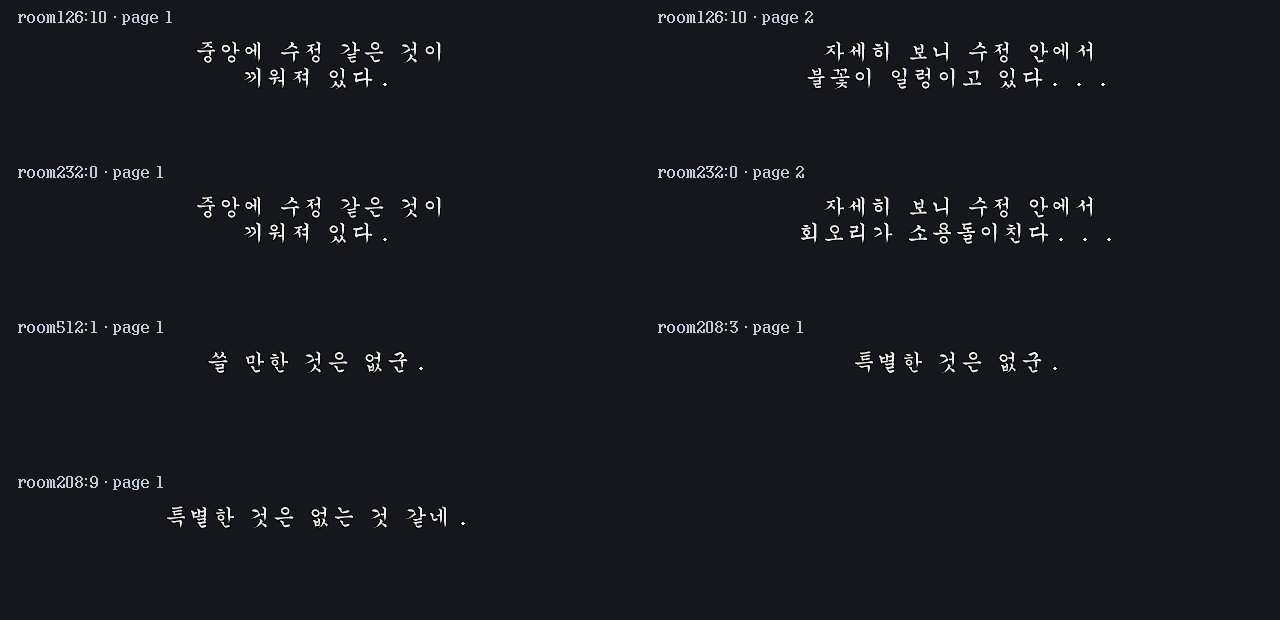 room126:10 · page 1
중앙에 수정 같은 것이
끼워져 있다.
room126:10 · page 2
자세히 보니 수정 안에서
불꽃이 일렁이고 있다...
room232:0 · page 1
중앙에 수정 같은 것이
끼워져 있다.
room232:0 · page 2
자세히 보니 수정 안에서
회오리가 소용돌이친다...
room512:1 · page 1
쓸 만한 것은 없군.
room208:3 · page 1
특별한 것은 없군.
room208:9 · page 1
특별한 것은 없는 것 같네.